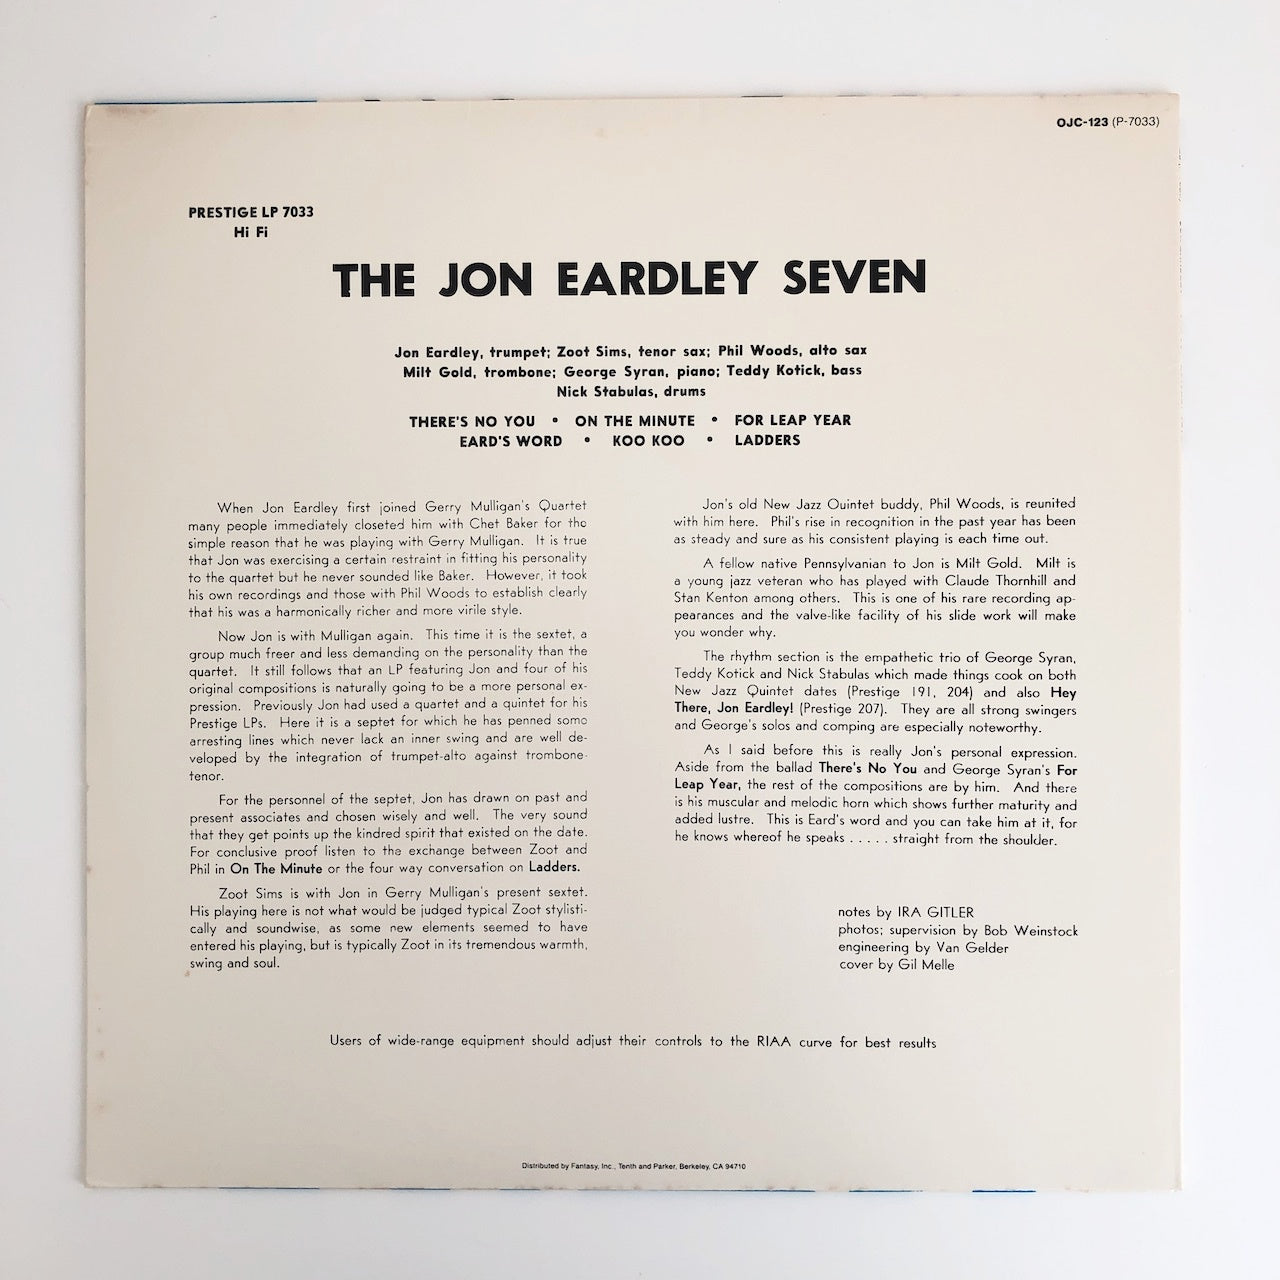 OJC-123 (P-7033)
PRESTIGE LP 7033
Hi Fi
THE JON EARDLEY SEVEN
Jon Eardley, trumpet; Zoot Sims, tenor sax; Phil Woods, alto sax
Milt Gold, trombone; George Syran, piano; Teddy Kotick, bass
Nick Stabulas, drums
THERE'S NO YOU • ON THE MINUTE • FOR LEAP YEAR
EARD'S WORD • KOO KOO • LADDERS
When Jon Eardley first joined Gerry Mulligan's Quartet
many people immediately closeted him with Chet Baker for the
simple reason that he was playing with Gerry Mulligan. It is true
that Jon was exercising a certain restraint in fitting his personality
to the quartet but he never sounded like Baker. However, it took
his own recordings and those with Phil Woods to establish clearly
that his was a harmonically richer and more virile style.
Now Jon is with Mulligan again. This time it is the sextet, a
group much freer and less demanding on the personality than the
quartet. It still follows that an LP featuring Jon and four of his
original compositions is naturally going to be a more personal ex-
pression. Previously Jon had used a quartet and a quintet for his
Prestige LPs. Here it is a septet for which he has penned some
arresting lines which never lack an inner swing and are well de-
veloped by the integration of trumpet-alto against trombone-
tenor.
For the personnel of the septet, Jon has drawn on past and
present associates and chosen wisely and well. The very sound
that they get points up the kindred spirit that existed on the date.
For conclusive proof listen to the exchange between Zoot and
Phil in On The Minute or the four way conversation on Ladders.
Zoot Sims is with Jon in Gerry Mulligan's present sextet.
His playing here is not what would be judged typical Zoot stylisti-
cally and soundwise, as some new elements seemed to have
entered his playing, but is typically Zoot in its tremendous warmth,
swing and soul.
Jon's old New Jazz Ouintet buddy, Phil Woods, is reunited
with him here. Phil's rise in recognition in the past year has been
as steady and sure as his consistent playing is each time out.
A fellow native Pennsylvanian to Jon is Milt Gold. Milt is
a young jazz veteran who has played with Claude Thornhill and
Stan Kenton among others. This is one of his rare recording ap-
pearances and the valve-like facility of his slide work will make
you wonder why.
The rhythm section is the empathetic trio of George Syran,
Teddy Kotick and Nick Stabulas which made things cook on both
New Jazz Quintet dates (Prestige 191, 204) and also Hey
There, Jon Eardley! (Prestige 207). They are all strong swingers
and George's solos and comping are especially noteworthy.
As I said before this is really Jon's personal expression.
Aside from the ballad There's No You and George Syran's For
Leap Year, the rest of the compositions are by him. And there
is his muscular and melodic horn which shows further maturity and
added lustre. This is Eard's word and you can take him at it, for
he knows whereof he speaks . . . . . straight from the shoulder.
notes by IRA GITLER
photos; supervision by Bob Weinstock
engineering by Van Gelder
cover by Gil Melle
Users of wide-range equipment should adjust their controls to the RIAA curve for best results
Distributed by Fantasy, Inc., Tenth and Parker, Berkeley, CA 94710